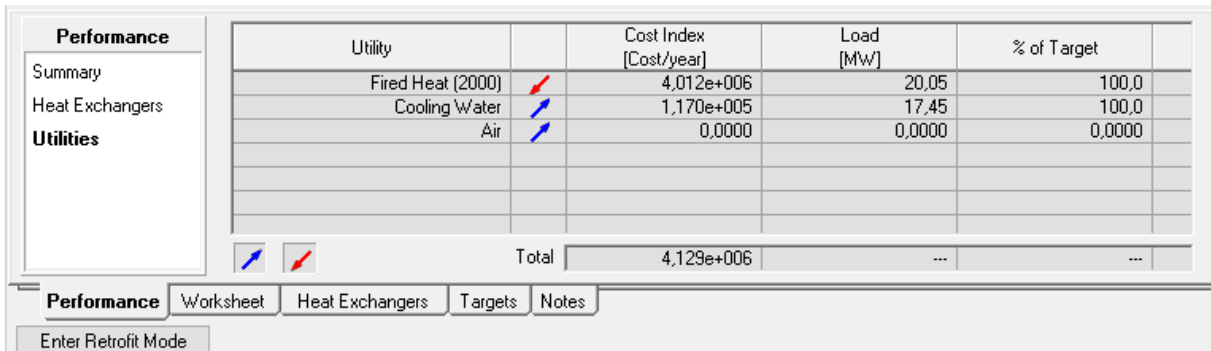 Performance
Summary
Heat Exchangers
Utilities
Utility Cost Index [Cost/year] Load [MW] % of Target
Fired Heat (2000) 4,012e+006 20,05 100,0
Cooling Water 1,170e+005 17,45 100,0
Air 0,0000 0,0000 0,0000
Total 4,129e+006 --- ---
Performance Worksheet Heat Exchangers Targets Notes
Enter Retrofit Mode